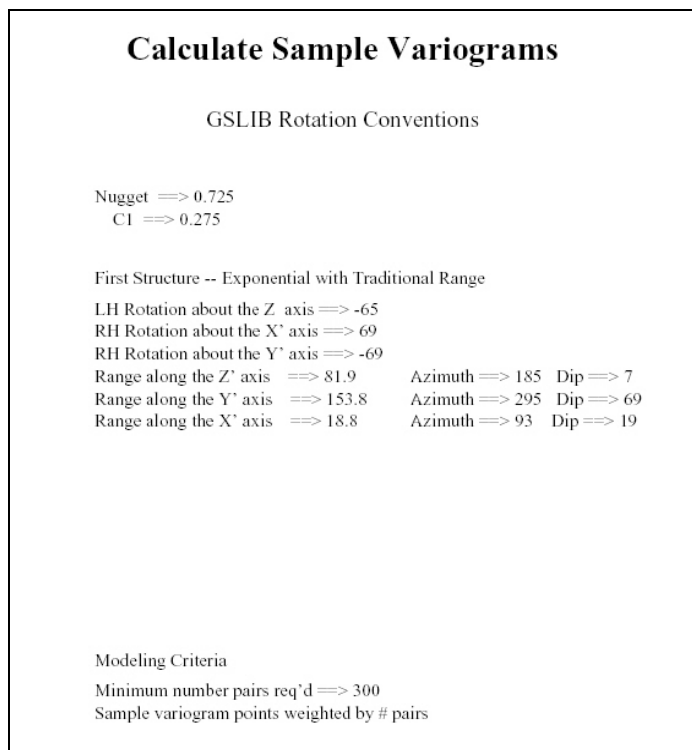 Calculate Sample Variograms
GSLIB Rotation Conventions
Nugget ==> 0.725
C1 ==> 0.275
First Structure -- Exponential with Traditional Range
LH Rotation about the Z axis ==> -65
RH Rotation about the X' axis ==> 69
RH Rotation about the Y' axis ==> -69
Range along the Z' axis ==> 81.9 Azimuth ==> 185 Dip ==> 7
Range along the Y' axis ==> 153.8 Azimuth ==> 295 Dip ==> 69
Range along the X' axis ==> 18.8 Azimuth ==> 93 Dip ==> 19
Modeling Criteria
Minimum number pairs req'd ==> 300
Sample variogram points weighted by # pairs